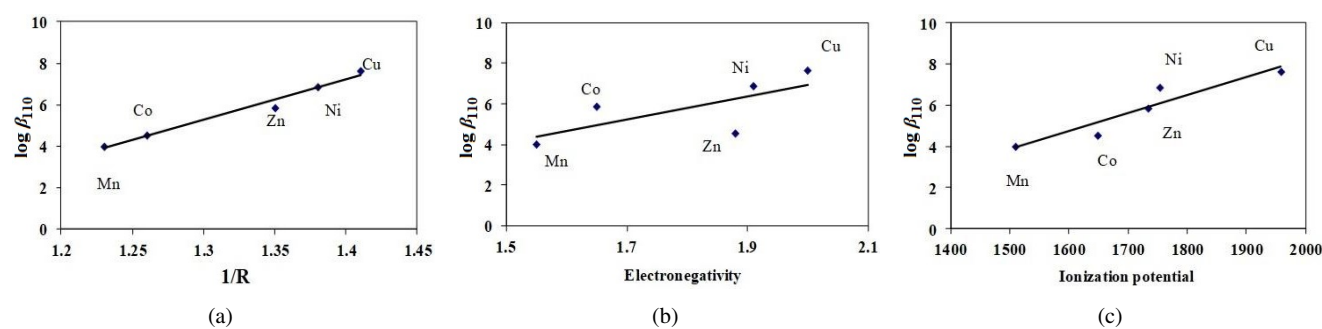 10
8
6
4
2
0
log β110
Mn
Co
Zn
Ni
Cu
1.2
1.25
1.3
1.35
1.4
1.45
1/R
(a)
10
8
6
4
2
0
log β110
Mn
Co
Zn
Ni
Cu
1.5
1.7
1.9
2.1
Electronegativity
(b)
10
8
6
4
2
0
log β110
Mn
Co
Zn
Ni
Cu
1400
1500
1600
1700
1800
1900
2000
Ionization potential
(c)